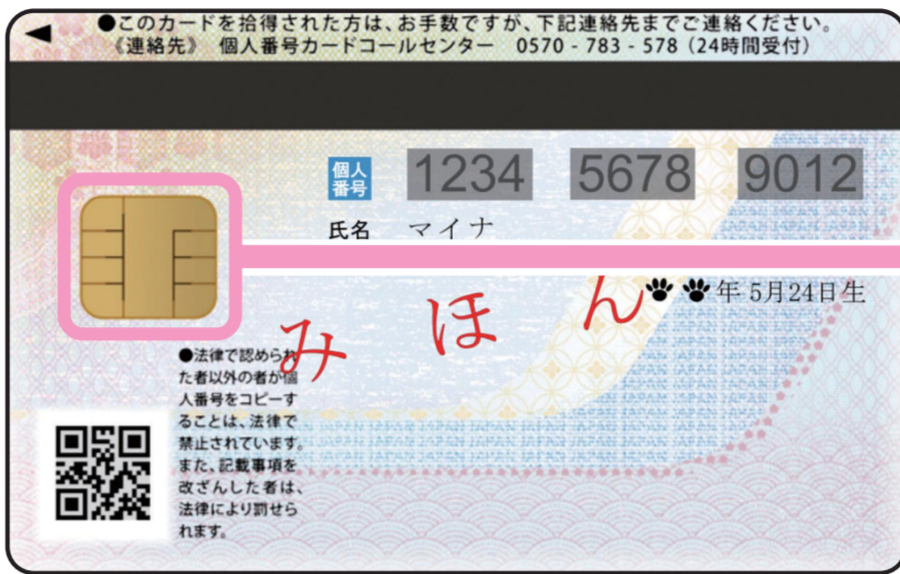 ●このカードを拾得された方は、お手数ですが、下記連絡先までご連絡ください。
《連絡先》 個人番号カードコールセンター 0570 - 783 - 578（24時間受付）
個人番号 1234 5678 9012
氏名 マイナ
年 5月24日生
みほん
●法律で認められ
た者以外の者が個
人番号をコピーす
ることは、法律で
禁止されています。
また、記載事項を
改ざんした者は、
法律により罰せら
れます。